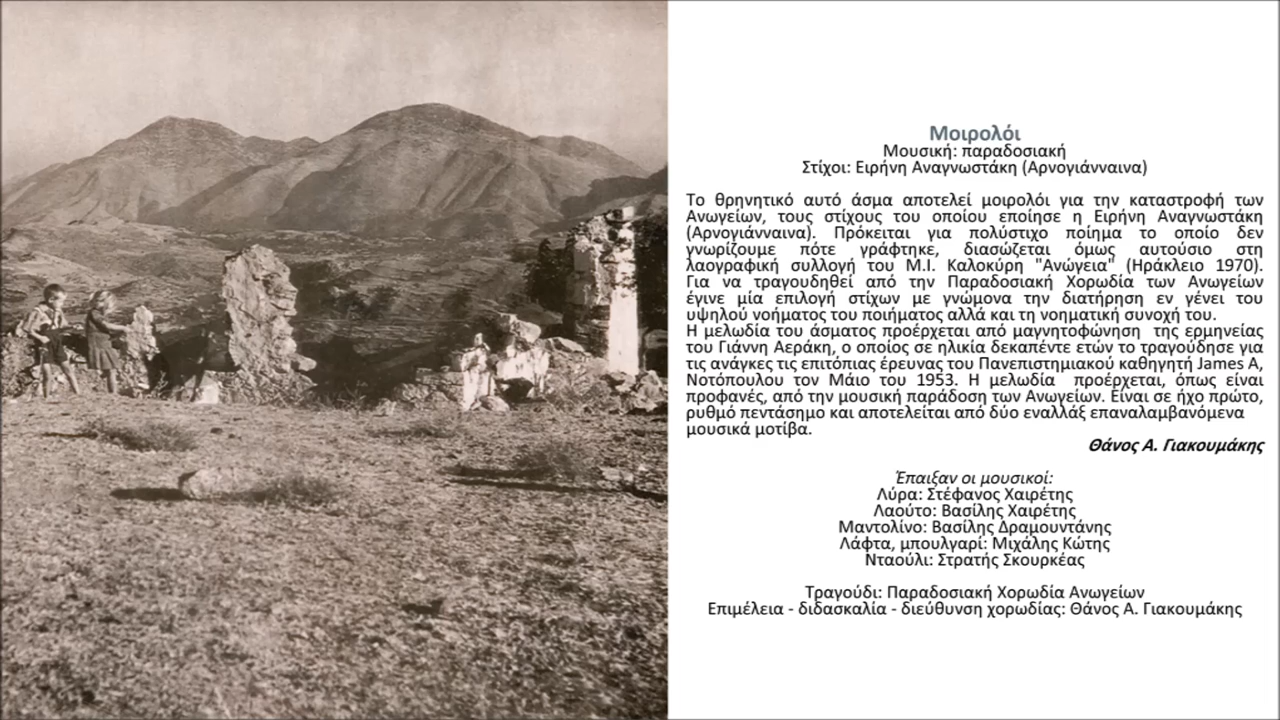 Μοιρολόι
Μουσική: παραδοσιακή
Στίχοι: Ειρήνη Αναγνωστάκη (Αρνογιάνναινα)
Το θρηνητικό αυτό άσμα αποτελεί μοιρολόι για την καταστροφή των
Ανωγείων, τους στίχους του οποίου εποίησε η Ειρήνη Αναγνωστάκη
(Αρνογιάνναινα). Πρόκειται για πολύστιχο ποίημα το οποίο δεν
γνωρίζουμε πότε γράφτηκε, διασώζεται όμως αυτούσιο στη
λαογραφική συλλογή του Μ.Ι. Καλοκύρη "Ανώγεια" (Ηράκλειο 1970).
Για να τραγουδηθεί από την Παραδοσιακή Χορωδία των Ανωγείων
έγινε μία επιλογή στίχων με γνώμονα την διατήρηση εν γένει του
υψηλού νοήματος του ποιήματος αλλά και τη νοηματική συνοχή του.
Η μελωδία του άσματος προέρχεται από μαγνητοφώνηση της ερμηνείας
του Γιάννη Αεράκη, ο οποίος σε ηλικία δεκαπέντε ετών το τραγούδησε για
τις ανάγκες τις επιτόπιας έρευνας του Πανεπιστημιακού καθηγητή James A,
Νοτόπουλου τον Μάιο του 1953. Η μελωδία προέρχεται, όπως είναι
προφανές, από την μουσική παράδοση των Ανωγείων. Είναι σε ήχο πρώτο,
ρυθμό πεντάσημο και αποτελείται από δύο εναλλάξ επαναλαμβανόμενα
μουσικά μοτίβα.
Θάνος Α. Γιακουμάκης
Έπαιξαν οι μουσικοί:
Λύρα: Στέφανος Χαιρέτης
Λαούτο: Βασίλης Χαιρέτης
Μαντολίνο: Βασίλης Δραμουντάνης
Λάφτα, μπουλγαρί: Μιχάλης Κώτης
Νταούλι: Στρατής Σκουρκέας
Τραγούδι: Παραδοσιακή Χορωδία Ανωγείων
Επιμέλεια - διδασκαλία - διεύθυνση χορωδίας: Θάνος Α. Γιακουμάκης